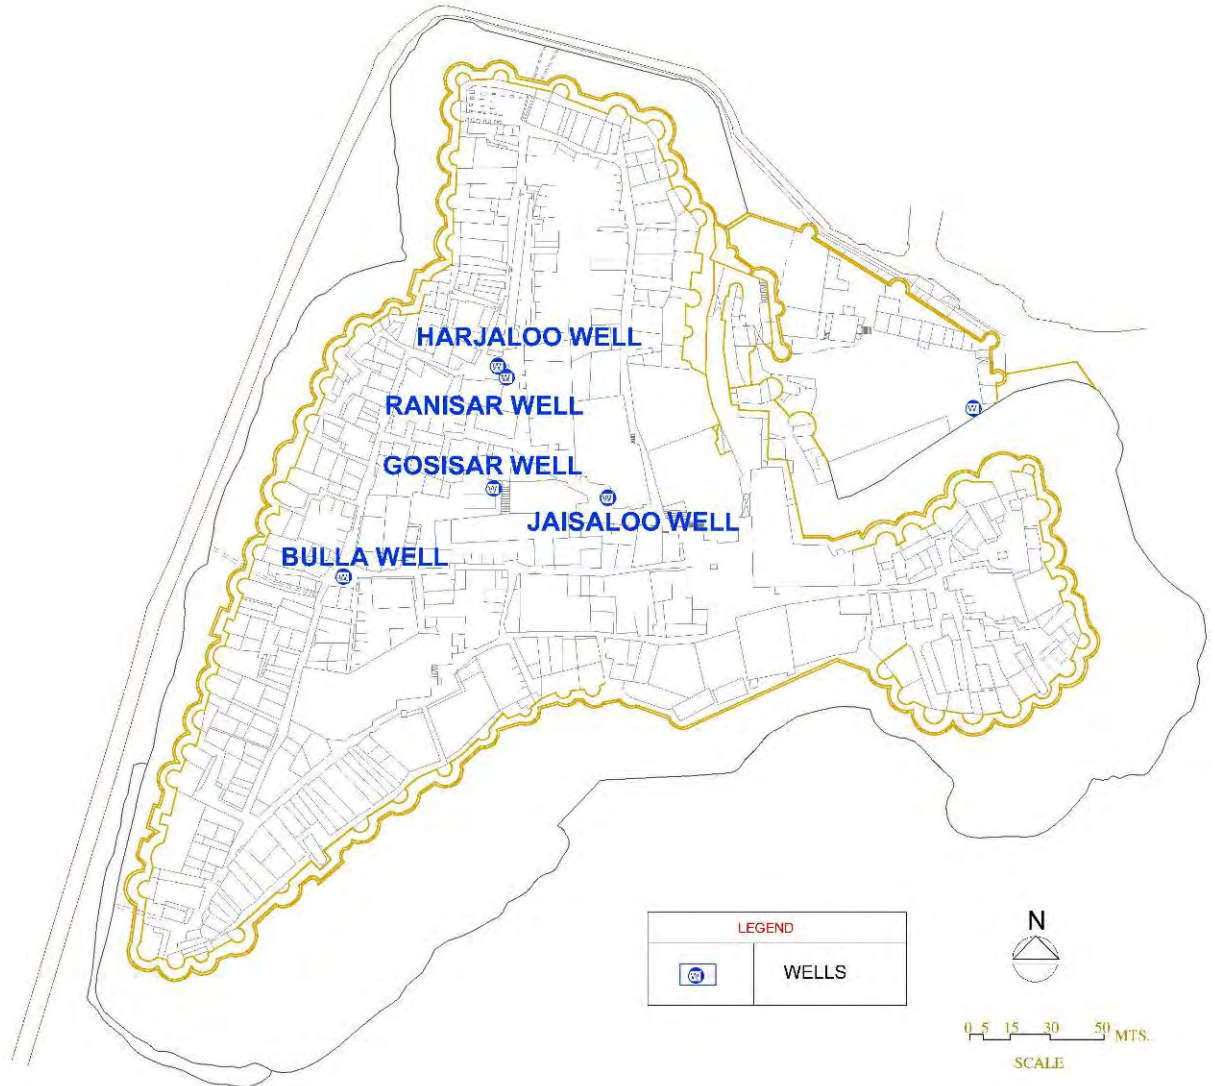 HARJALOO WELL
W
W
RANISAR WELL
W
GOSISAR WELL
W
W
JAISALOO WELL
BULLA WELL
W
LEGEND
W
WELLS
N
0 5 15 30 50 MTS.
SCALE